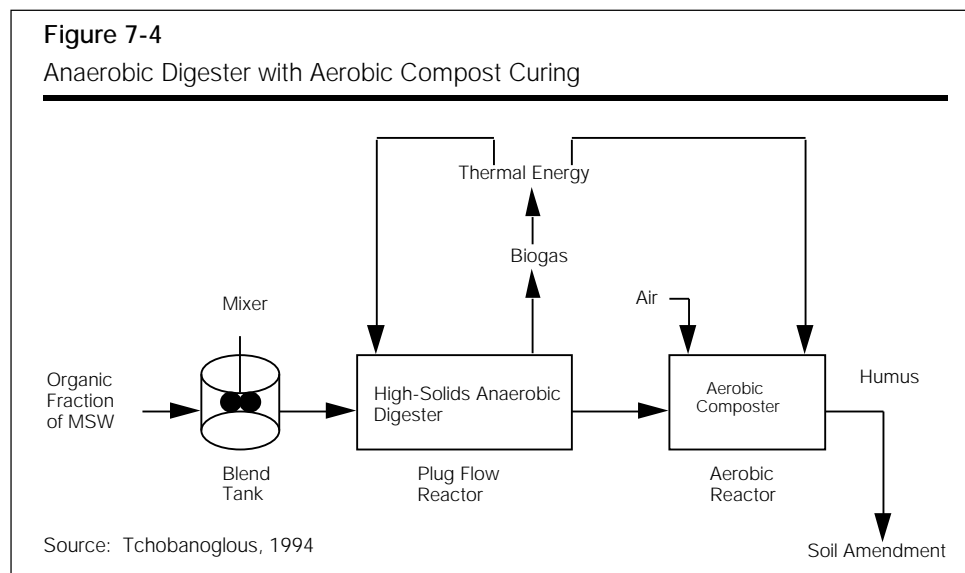 Figure 7-4
Anaerobic Digester with Aerobic Compost Curing
Thermal Energy
Biogas
Air
Mixer
Organic
Fraction
of MSW
High-Solids Anaerobic
Digester
Aerobic
Composter
Humus
Blend
Tank
Plug Flow
Reactor
Aerobic
Reactor
Source: Tchobanoglous, 1994
Soil Amendment